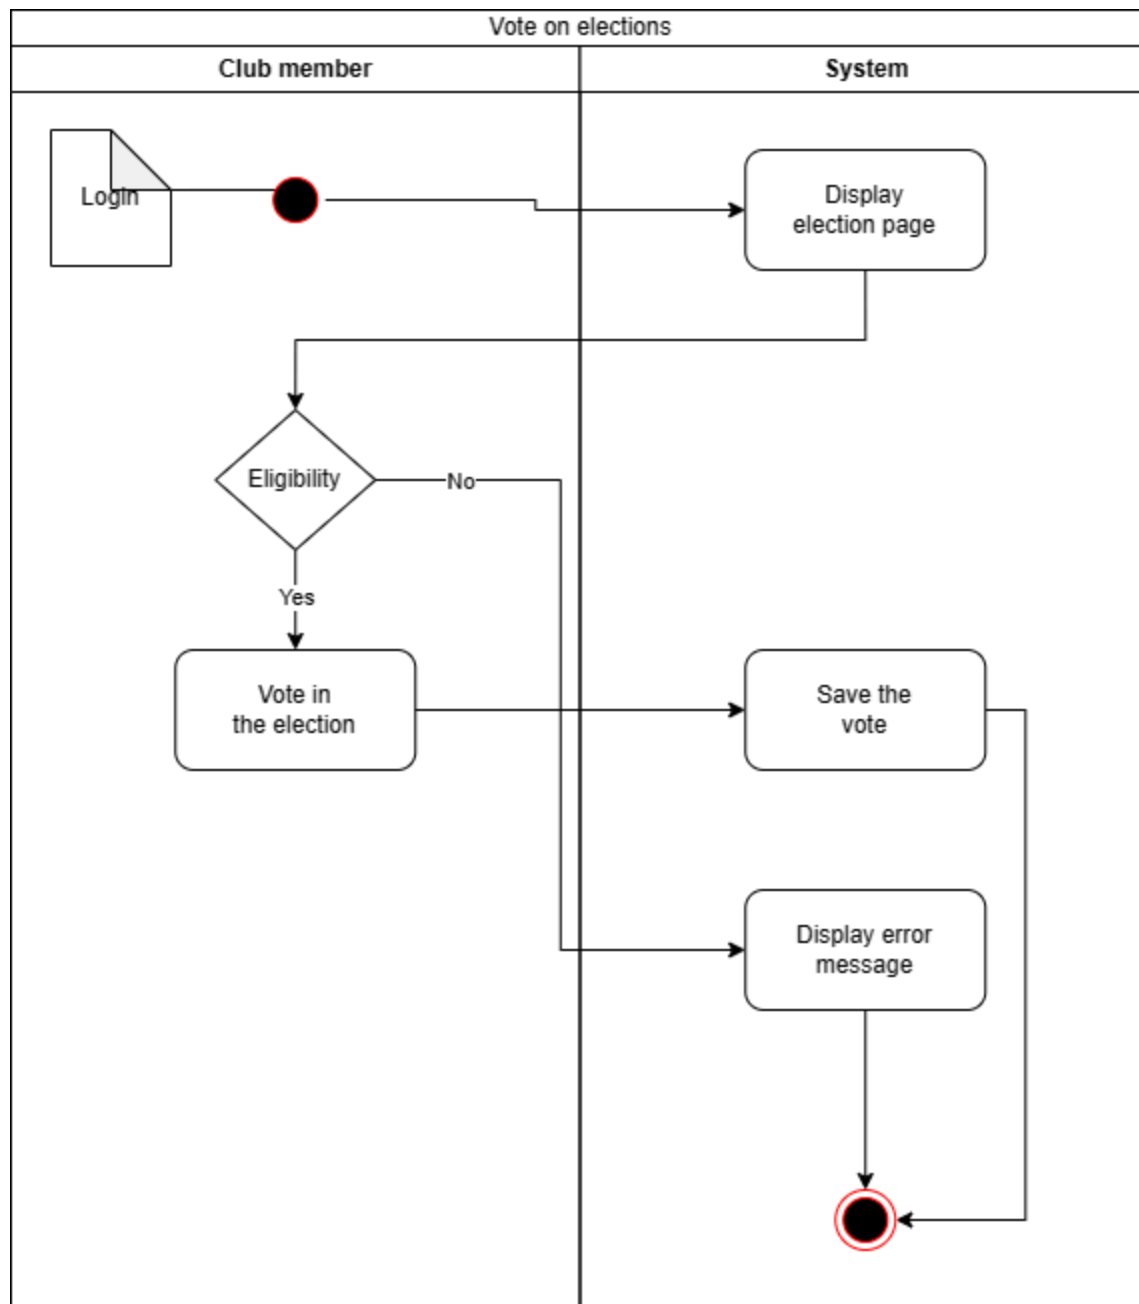 Vote on elections
Club member
System
Login
Display
election page
Eligibility
No
Yes
Vote in
the election
Save the
vote
Display error
message